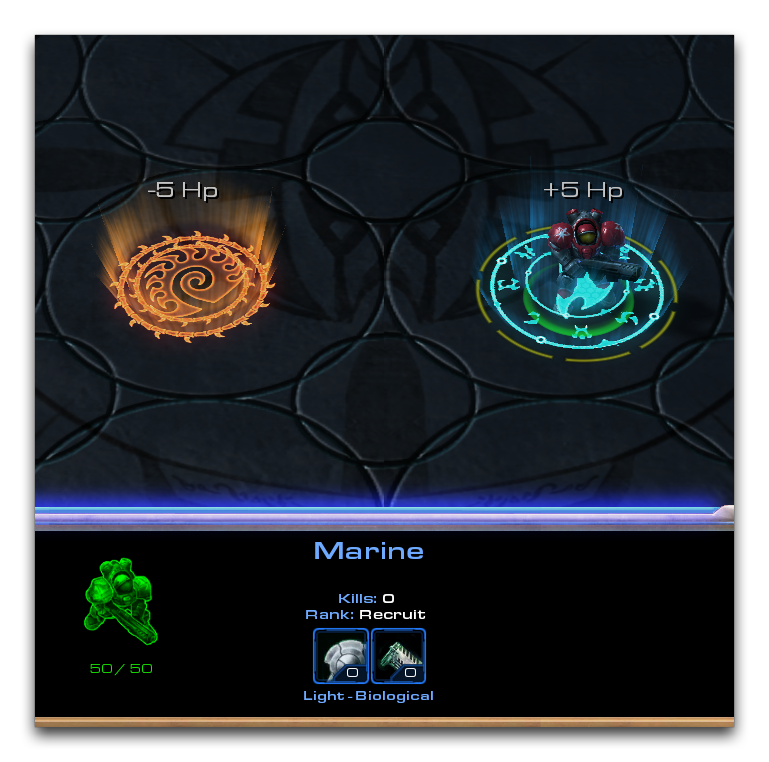 -5 Hp
+5 Hp
Marine
Kills: 0
Rank: Recruit
0
0
50/50
Light - Biological